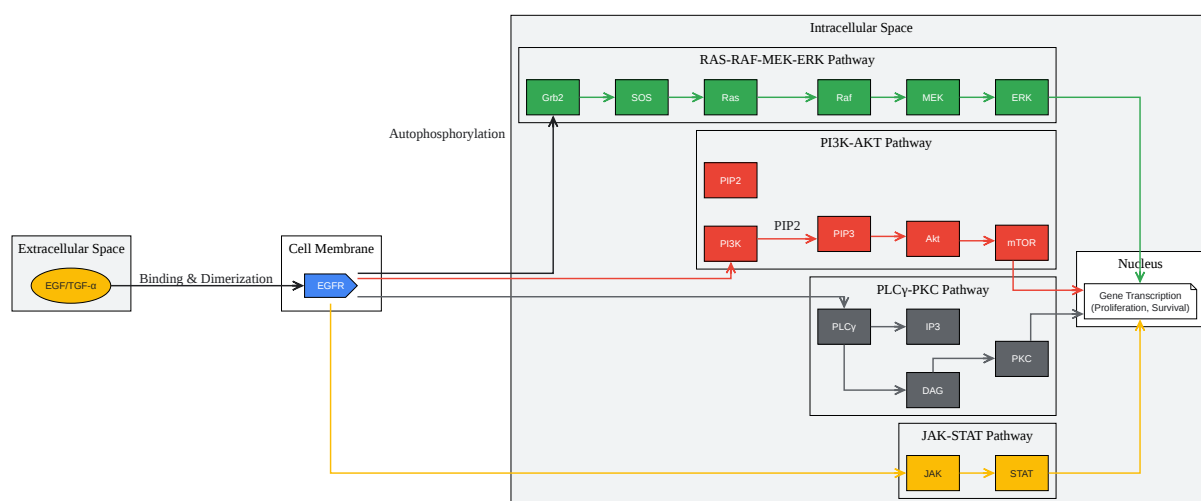 Intracellular Space
RAS-RAF-MEK-ERK Pathway
Grb2
SOS
Ras
Raf
MEK
ERK
Autophosphorylation
PI3K-AKT Pathway
PIP2
PI3K
PIP2
PIP3
Akt
mTOR
Extracellular Space
EGF/TGF-α
Binding & Dimerization
Cell Membrane
EGFR
Nucleus
Gene Transcription
(Proliferation, Survival)
PLCγ-PKC Pathway
PLCγ
IP3
PKC
DAG
JAK-STAT Pathway
JAK
STAT